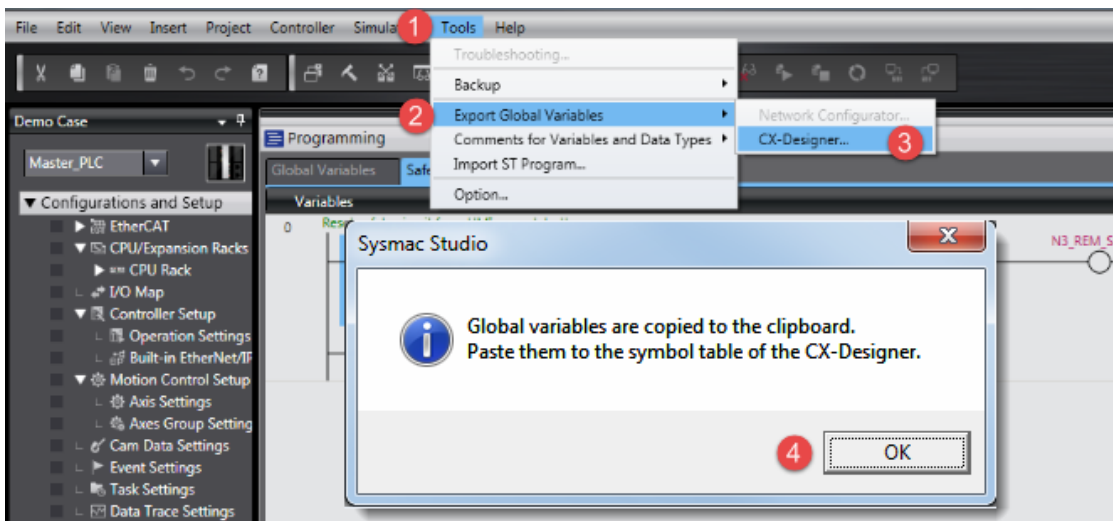 File Edit View Insert Project Controller Simula 1 Tools Help
Troubleshooting...
Backup
2 Export Global Variables
Network Configurator...
Comments for Variables and Data Types
CX-Designer... 3
Import ST Program...
Option...
Demo Case
Master_PLC
Programming
Global Variables Safe
Variables
Configurations and Setup
EtherCAT
CPU/Expansion Racks
CPU Rack
I/O Map
Controller Setup
Operation Settings
Built-in EtherNet/IP
Motion Control Setup
Axis Settings
Axes Group Setting
Cam Data Settings
Event Settings
Task Settings
Data Trace Settings
0
N3_REM_S
Sysmac Studio
Global variables are copied to the clipboard.
Paste them to the symbol table of the CX-Designer.
4 OK